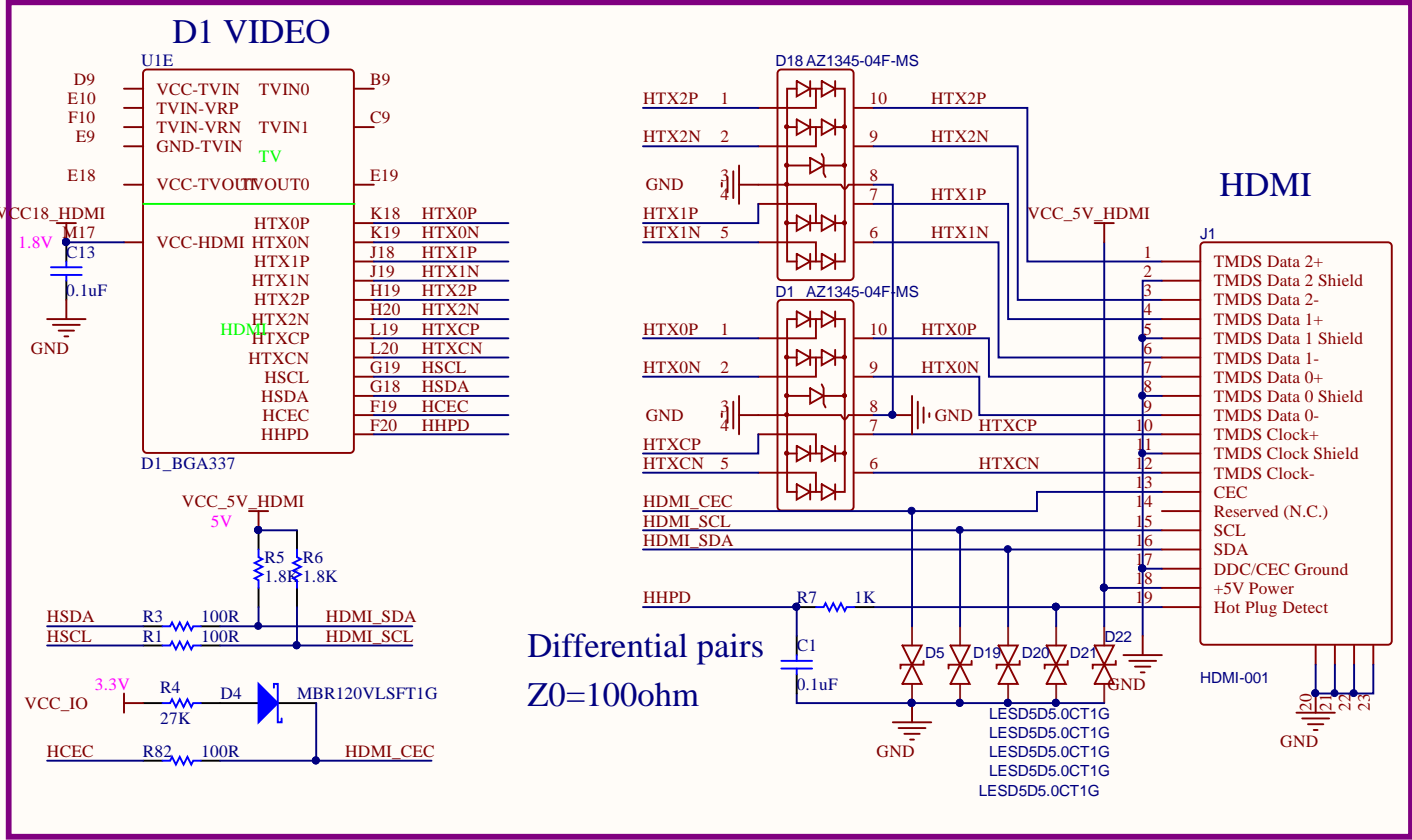 D1 VIDEO
U1E
D9 VCC-TVIN TVIN0 B9
E10 TVIN-VRP
F10 TVIN-VRN TVIN1 C9
E9 GND-TVIN
TV
E18 VCC-TVOUT TVOUT0 E19
VCC18_HDMI
1.8V M17 VCC-HDMI
C13
0.1uF
GND
HDMI
HTX0P K18 HTX0P
HTX0N K19 HTX0N
HTX1P J18 HTX1P
HTX1N J19 HTX1N
HTX2P H19 HTX2P
HTX2N H20 HTX2N
HTXCP L19 HTXCP
HTXCN L20 HTXCN
HSCL G19 HSCL
HSDA G18 HSDA
HCEC F19 HCEC
HHPD F20 HHPD
D1_BGA337
VCC_5V_HDMI
5V
R5 R6
1.8K 1.8K
HSDA R3 100R HDMI_SDA
HSCL R1 100R HDMI_SCL
3.3V
VCC_IO R4 D4 MBR120VLSFT1G
27K
HCEC R82 100R HDMI_CEC
Differential pairs
Z0=100ohm
D18 AZ1345-04F-MS
HTX2P 1 10 HTX2P
HTX2N 2 9 HTX2N
GND 3 8
4 7 HTX1P
HTX1P
HTX1N 5 6 HTX1N
D1 AZ1345-04F-MS
HTX0P 1 10 HTX0P
HTX0N 2 9 HTX0N
GND 3 8 GND
4 7 HTXCP
HTXCP
HTXCN 5 6 HTXCN
HDMI_CEC
HDMI_SCL
HDMI_SDA
HHPD R7 1K
C1
0.1uF
D5 D19 D20 D21 D22
GND
GND
LESD5D5.0CT1G
LESD5D5.0CT1G
LESD5D5.0CT1G
LESD5D5.0CT1G
LESD5D5.0CT1G
HDMI
VCC_5V_HDMI
J1
1 TMDS Data 2+
2 TMDS Data 2 Shield
3 TMDS Data 2-
4 TMDS Data 1+
5 TMDS Data 1 Shield
6 TMDS Data 1-
7 TMDS Data 0+
8 TMDS Data 0 Shield
9 TMDS Data 0-
10 TMDS Clock+
11 TMDS Clock Shield
12 TMDS Clock-
13 CEC
14 Reserved (N.C.)
15 SCL
16 SDA
17 DDC/CEC Ground
18 +5V Power
19 Hot Plug Detect
HDMI-001
20 21 22 23
GND